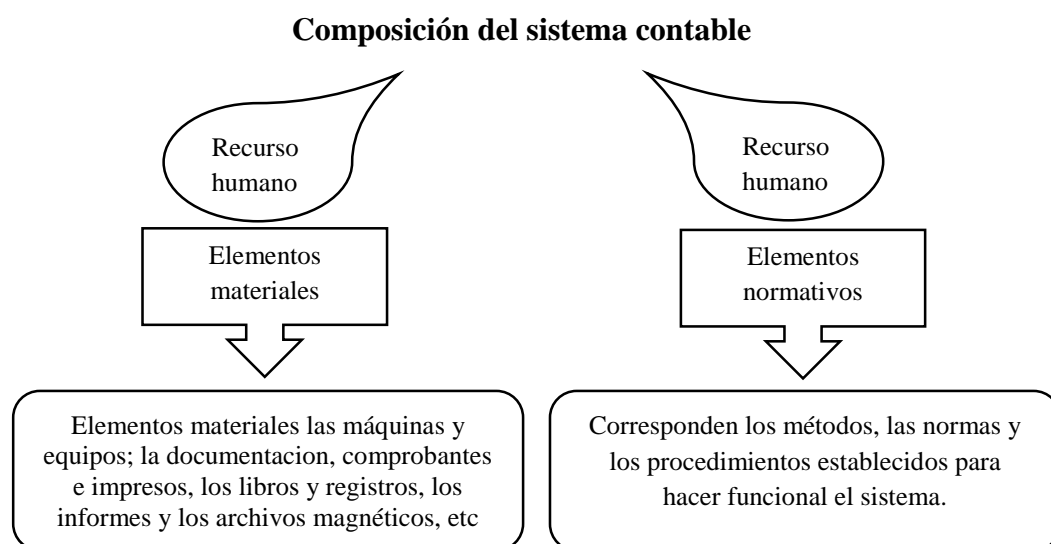 Composición del sistema contable
Recurso
humano
Elementos
materiales
Elementos materiales las máquinas y
equipos; la documentacion, comprobantes
e impresos, los libros y registros, los
informes y los archivos magnéticos, etc
Recurso
humano
Elementos
normativos
Corresponden los métodos, las normas y
los procedimientos establecidos para
hacer funcional el sistema.